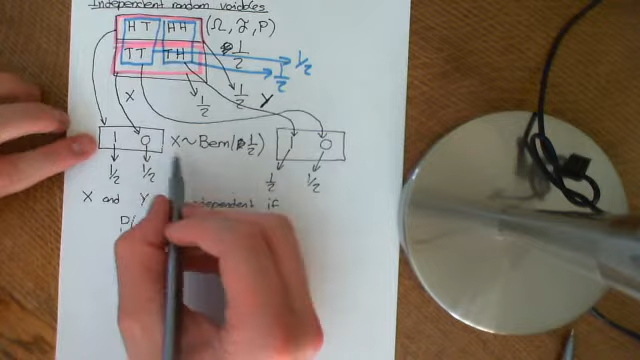 Independent random variables
HT HH (Ω, F, P)
TT TH 1/2 1/2
1/2
X 1/2 1/2 Y
1 0 X~Bern(1/2) 1 0
1/2 1/2 1/2 1/2
X and Y independent if